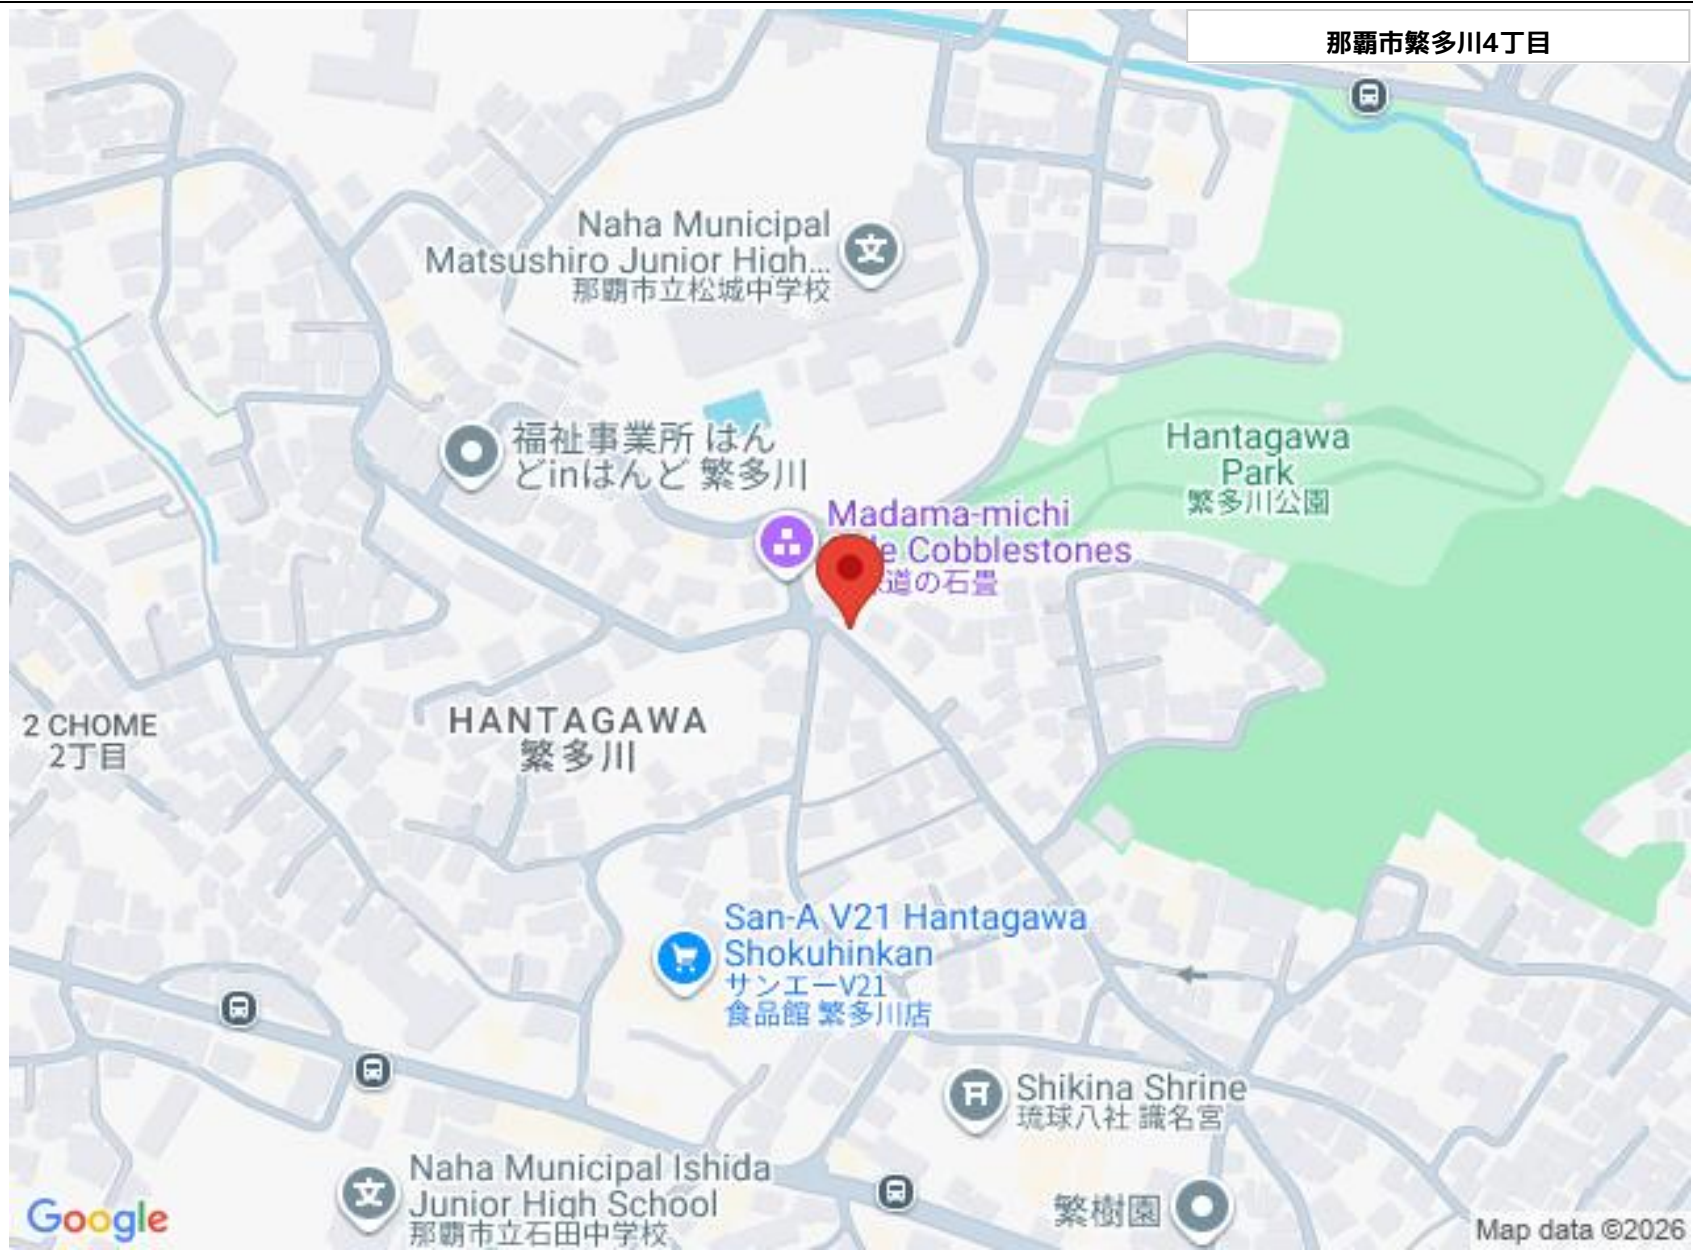 那覇市繁多川4丁目
Naha Municipal
Matsushiro Junior High...
那覇市立松城中学校
福祉事業所 はん
どinはんど 繁多川
Hantagawa
Park
繁多川公園
Madama-michi
Cobblestones
道の石畳
2 CHOME
2丁目
HANTAGAWA
繁多川
San-A V21 Hantagawa
Shokuhinkan
サンエーV21
食品館 繁多川店
Shikina Shrine
琉球八社 識名宮
Naha Municipal Ishida
Junior High School
那覇市立石田中学校
繁樹園
Google
Map data ©2026